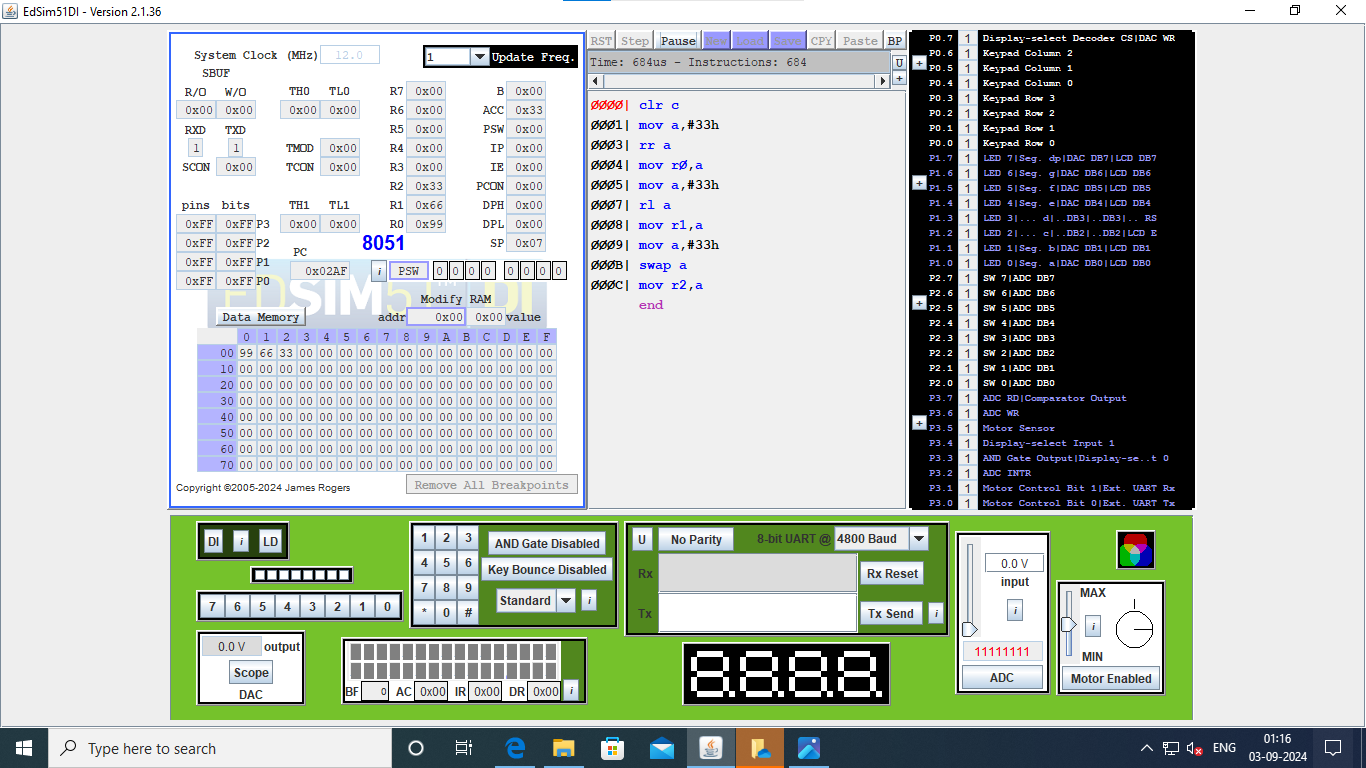 EdSim51DI - Version 2.1.36
System Clock (MHz) 12.0 1 Update Freq.
SBUF
R/O W/O TH0 TL0 R7 0x00 B 0x00
0x00 0x00 0x00 0x00 R6 0x00 ACC 0x33
RXD TXD R5 0x00 PSW 0x00
1 1 TMOD 0x00 R4 0x00 IP 0x00
SCON 0x00 TCON 0x00 R3 0x00 IE 0x00
R2 0x33 PCON 0x00
pins bits TH1 TL1 R1 0x66 DPH 0x00
0xFF 0xFF P3 0x00 0x00 R0 0x99 DPL 0x00
0xFF 0xFF P2 8051 SP 0x07
0xFF 0xFF P1 PC
0xFF 0xFF P0 0x02AF i PSW 0 0 0 0 0 0 0 0
EDSIM51 DI
Modify RAM
Data Memory addr 0x00 0x00 value
0 1 2 3 4 5 6 7 8 9 A B C D E F
00 99 66 33 00 00 00 00 00 00 00 00 00 00 00 00 00
10 00 00 00 00 00 00 00 00 00 00 00 00 00 00 00 00
20 00 00 00 00 00 00 00 00 00 00 00 00 00 00 00 00
30 00 00 00 00 00 00 00 00 00 00 00 00 00 00 00 00
40 00 00 00 00 00 00 00 00 00 00 00 00 00 00 00 00
50 00 00 00 00 00 00 00 00 00 00 00 00 00 00 00 00
60 00 00 00 00 00 00 00 00 00 00 00 00 00 00 00 00
70 00 00 00 00 00 00 00 00 00 00 00 00 00 00 00 00
Copyright ©2005-2024 James Rogers Remove All Breakpoints
RST Step Pause New Load Save CPY Paste BP
Time: 684us - Instructions: 684 U
+
0000| clr c
0001| mov a,#33h
0003| rr a
0004| mov r0,a
0005| mov a,#33h
0007| rl a
0008| mov r1,a
0009| mov a,#33h
000B| swap a
000C| mov r2,a
end
P0.7 1 Display-select Decoder CS|DAC WR
P0.6 1 Keypad Column 2
+ P0.5 1 Keypad Column 1
P0.4 1 Keypad Column 0
P0.3 1 Keypad Row 3
P0.2 1 Keypad Row 2
P0.1 1 Keypad Row 1
P0.0 1 Keypad Row 0
P1.7 1 LED 7|Seg. dp|DAC DB7|LCD DB7
P1.6 1 LED 6|Seg. g|DAC DB6|LCD DB6
+ P1.5 1 LED 5|Seg. f|DAC DB5|LCD DB5
P1.4 1 LED 4|Seg. e|DAC DB4|LCD DB4
P1.3 1 LED 3|... d|..DB3|..DB3|.. RS
P1.2 1 LED 2|... c|..DB2|..DB2|LCD E
P1.1 1 LED 1|Seg. b|DAC DB1|LCD DB1
P1.0 1 LED 0|Seg. a|DAC DB0|LCD DB0
P2.7 1 SW 7|ADC DB7
P2.6 1 SW 6|ADC DB6
+ P2.5 1 SW 5|ADC DB5
P2.4 1 SW 4|ADC DB4
P2.3 1 SW 3|ADC DB3
P2.2 1 SW 2|ADC DB2
P2.1 1 SW 1|ADC DB1
P2.0 1 SW 0|ADC DB0
P3.7 1 ADC RD|Comparator Output
P3.6 1 ADC WR
+ P3.5 1 Motor Sensor
P3.4 1 Display-select Input 1
P3.3 1 AND Gate Output|Display-se..t 0
P3.2 1 ADC INTR
P3.1 1 Motor Control Bit 1|Ext. UART Rx
P3.0 1 Motor Control Bit 0|Ext. UART Tx
DI i LD
7 6 5 4 3 2 1 0
0.0 V output
Scope
DAC
1 2 3 AND Gate Disabled
4 5 6 Key Bounce Disabled
7 8 9 Standard i
* 0 #
BF 0 AC 0x00 IR 0x00 DR 0x00 i
U No Parity 8-bit UART @ 4800 Baud
Rx Rx Reset
Tx Tx Send i
8.8.8.8.
0.0 V
input
i
11111111
ADC
MAX
i
MIN
Motor Enabled
Type here to search
ENG
01:16
03-09-2024